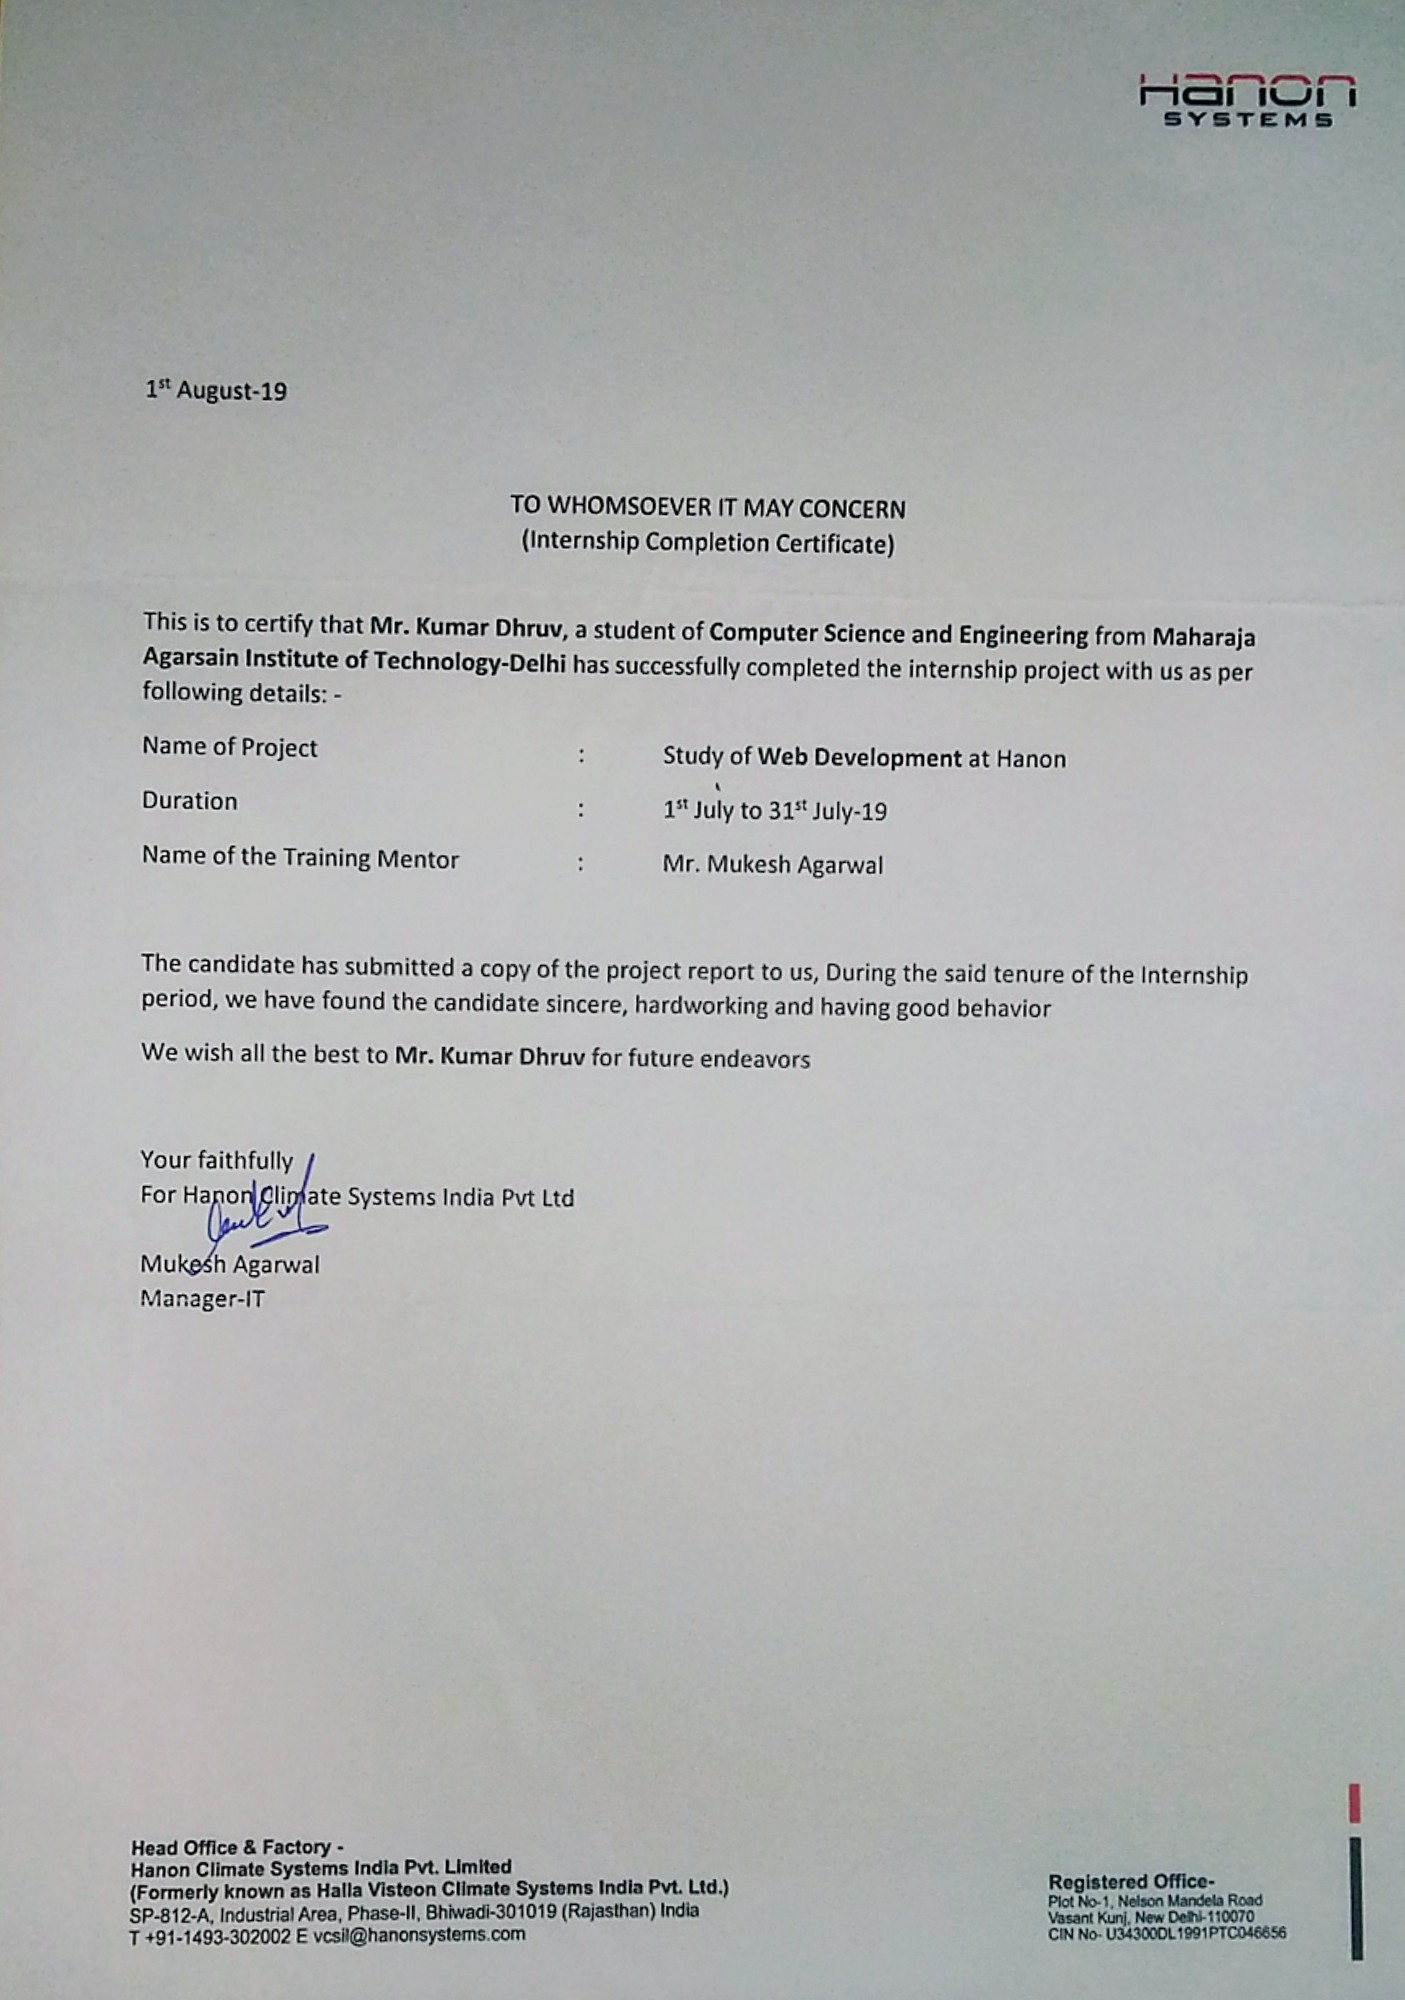 Hanon
SYSTEMS
1st August-19
TO WHOMSOEVER IT MAY CONCERN
(Internship Completion Certificate)
This is to certify that Mr. Kumar Dhruv, a student of Computer Science and Engineering from Maharaja
Agarsain Institute of Technology-Delhi has successfully completed the internship project with us as per
following details: -
Name of Project : Study of Web Development at Hanon
Duration : 1st July to 31st July-19
Name of the Training Mentor : Mr. Mukesh Agarwal
The candidate has submitted a copy of the project report to us, During the said tenure of the Internship
period, we have found the candidate sincere, hardworking and having good behavior
We wish all the best to Mr. Kumar Dhruv for future endeavors
Your faithfully
For Hanon Climate Systems India Pvt Ltd
Mukesh Agarwal
Manager-IT
Head Office & Factory -
Hanon Climate Systems India Pvt. Limited
(Formerly known as Halla Visteon Climate Systems India Pvt. Ltd.)
SP-812-A, Industrial Area, Phase-II, Bhiwadi-301019 (Rajasthan) India
T +91-1493-302002 E vcsil@hanonsystems.com
Registered Office-
Plot No-1, Nelson Mandela Road
Vasant Kunj, New Delhi-110070
CIN No- U34300DL1991PTC046656